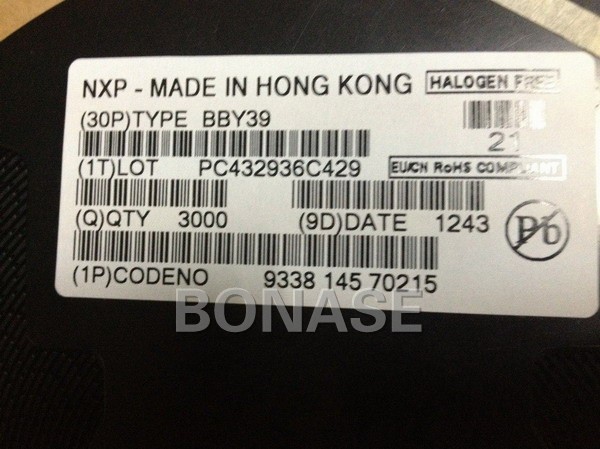 NXP - MADE IN HONG KONG
HALOGEN FREE
(30P)TYPE BBY39
21
(1T)LOT PC432936C429
EU/CN RoHS COMPLIANT
(Q)QTY 3000
(9D)DATE 1243
Pb
(1P)CODENO 9338 145 70215
BONASE